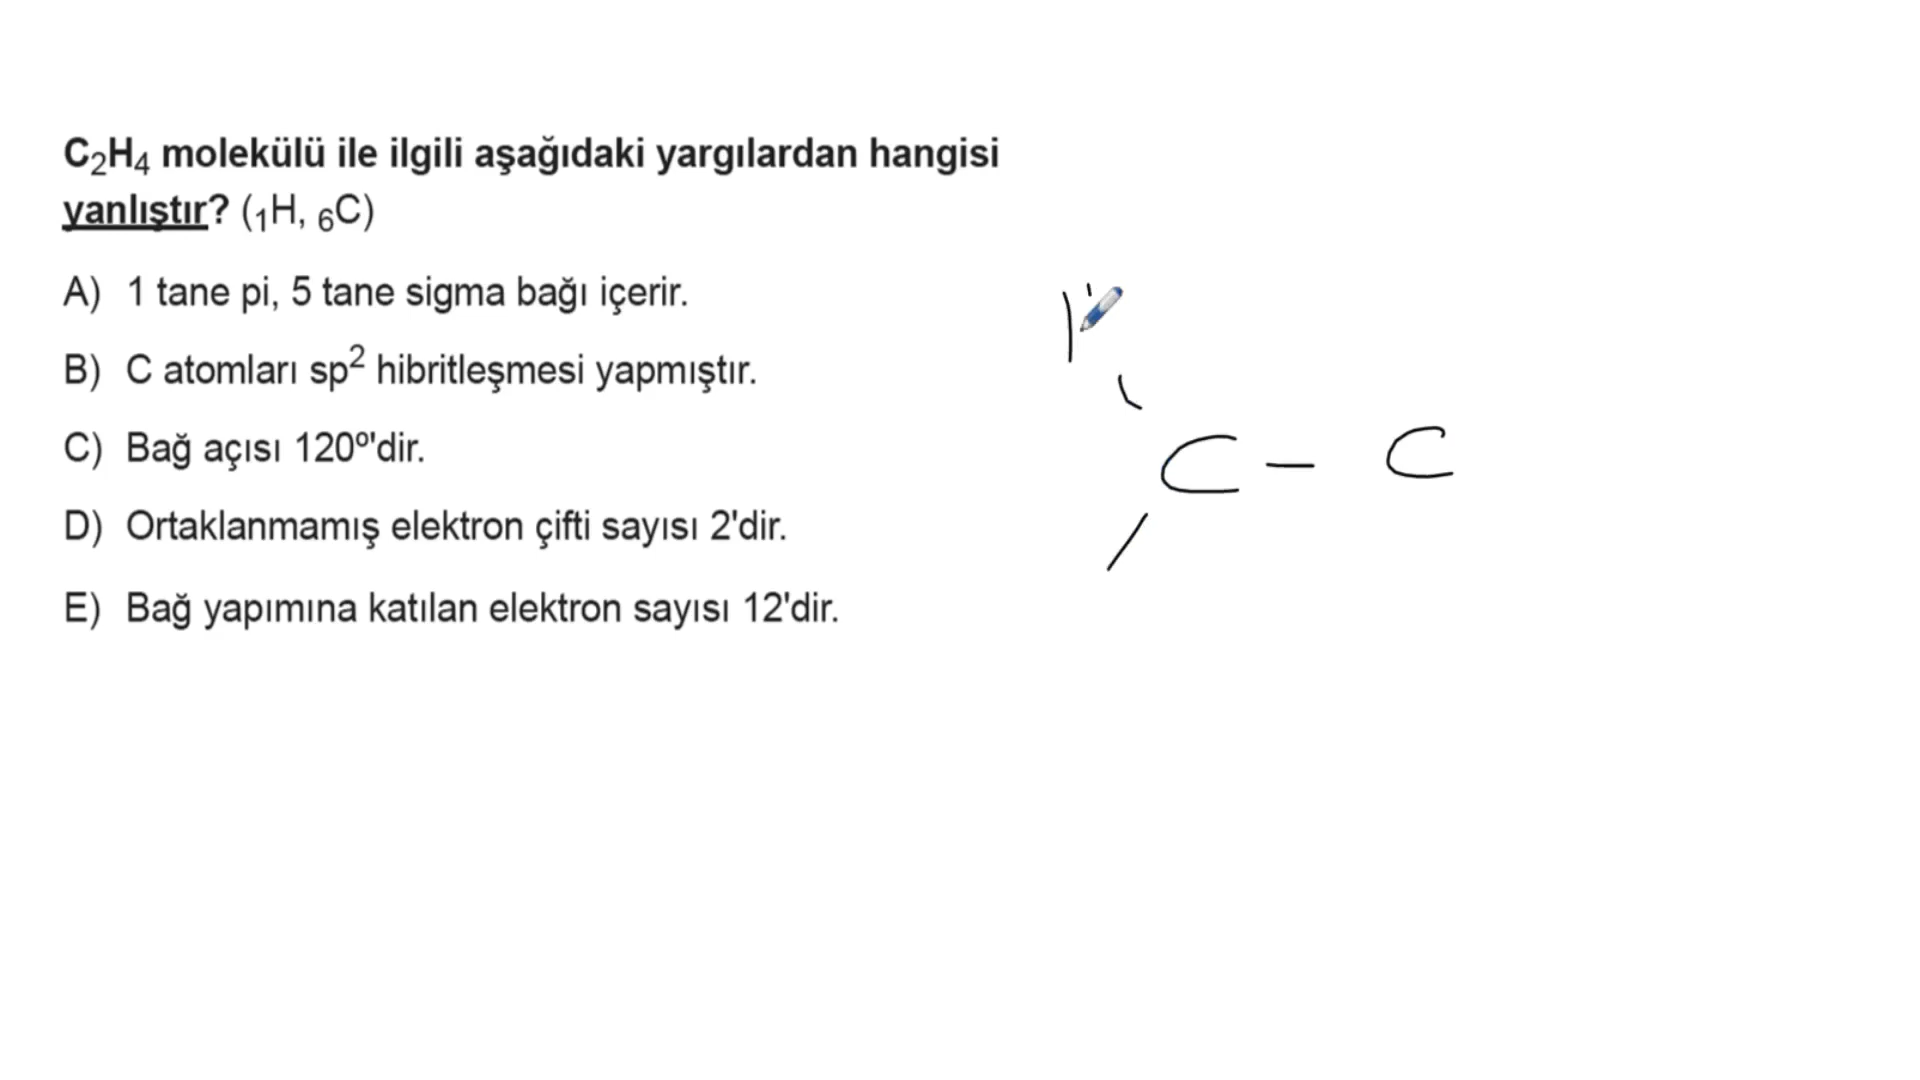 C₂H₄ molekülü ile ilgili aşağıdaki yargılardan hangisi
yanlıştır? (₁H, ₆C)
A) 1 tane pi, 5 tane sigma bağı içerir.
B) C atomları sp² hibritleşmesi yapmıştır.
C) Bağ açısı 120º'dir.
D) Ortaklanmamış elektron çifti sayısı 2'dir.
E) Bağ yapımına katılan elektron sayısı 12'dir.
C – C